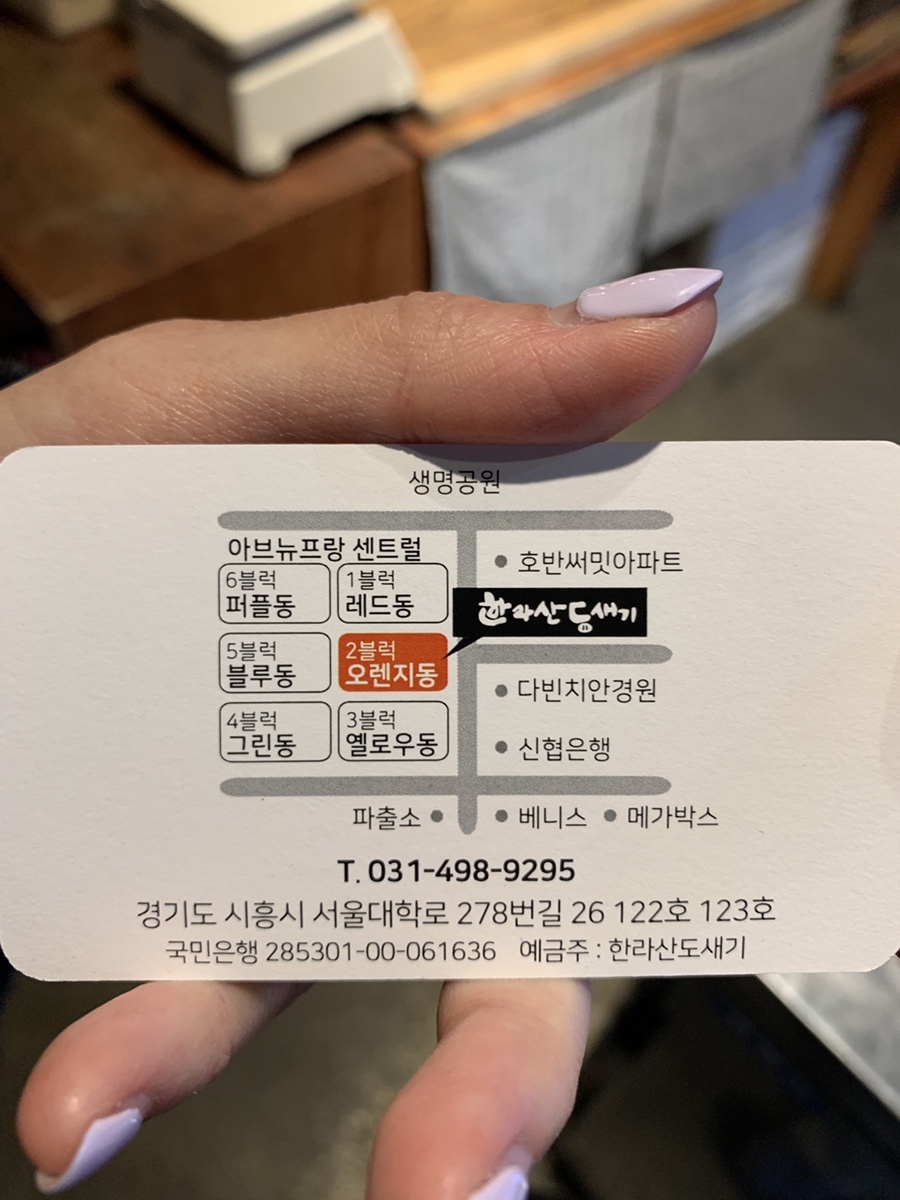 생명공원
아브뉴프랑 센트럴
6블럭
퍼플동
1블럭
레드동
호반써밋아파트
한라산도새기
5블럭
블루동
2블럭
오렌지동
다빈치안경원
4블럭
그린동
3블럭
옐로우동
신협은행
파출소
베니스
메가박스
T. 031-498-9295
경기도 시흥시 서울대학로 278번길 26 122호 123호
국민은행 285301-00-061636 예금주 : 한라산도새기